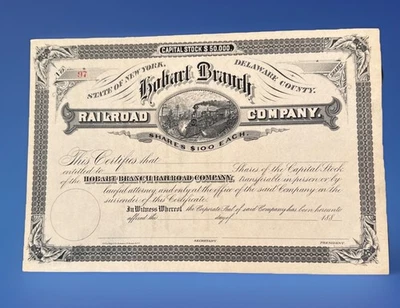 CAPITAL STOCK $ 50,000
No. 97
STATE OF NEW YORK, DELAWARE COUNTY.
Hobart Branch
RAILROAD COMPANY.
SHARES $100 EACH.
This Certifies that
entitled to Shares of the Capital Stock
of the HOBART BRANCH RAILROAD COMPANY, transferable in person or by
lawful attorney and only at the office of the said Company, on the
surrender of this Certificate.
In Witness Whereof, the Corporate Seal of said Company has been hereunto
affixed the day of 188
SECRETARY. PRESIDENT.